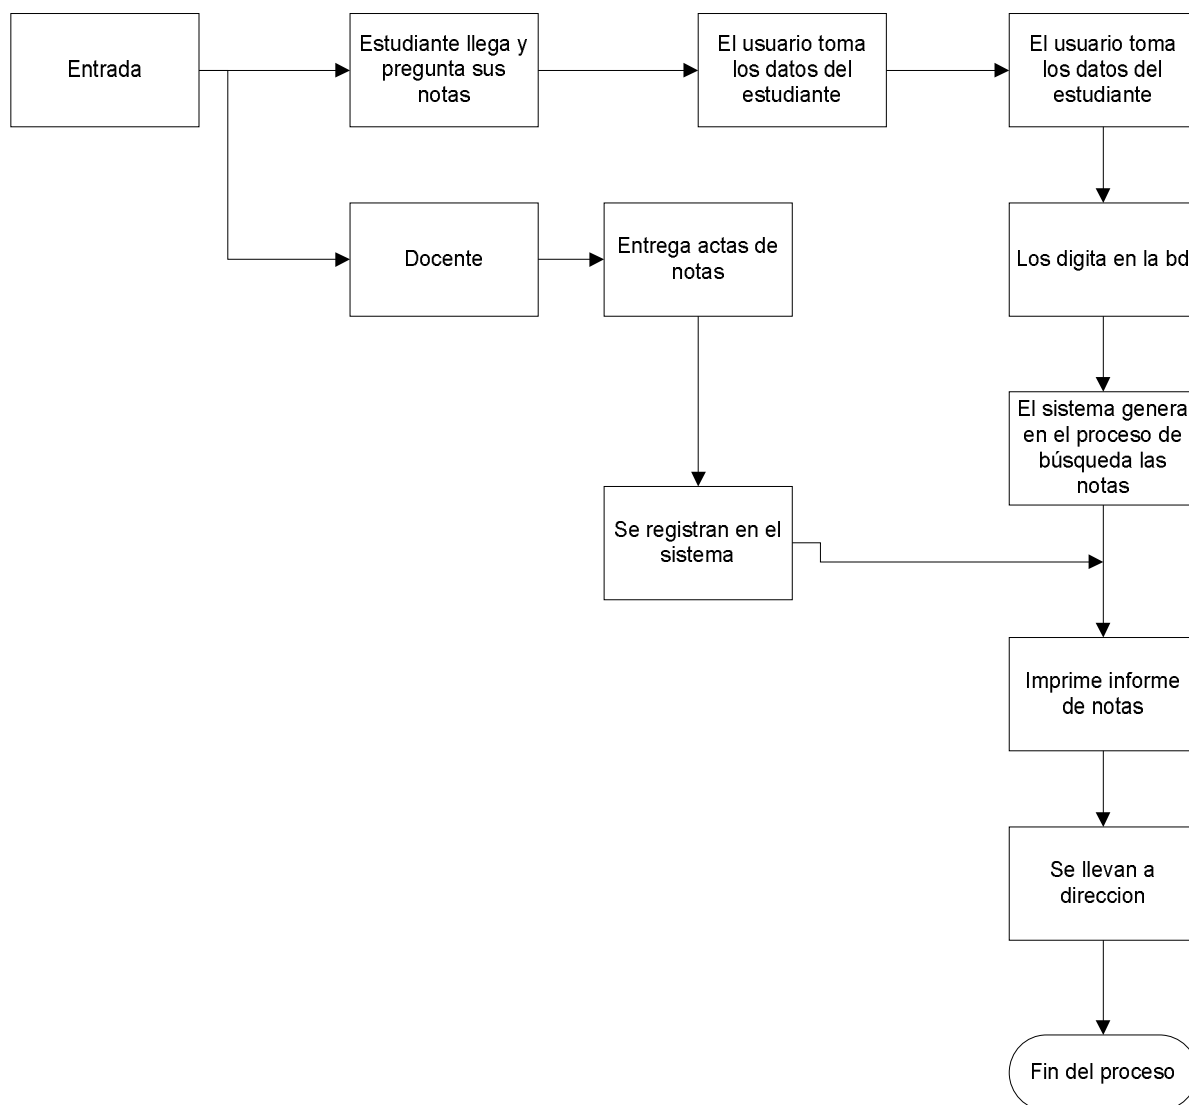 Entrada
Estudiante llega y
pregunta sus
notas
El usuario toma
los datos del
estudiante
El usuario toma
los datos del
estudiante
Docente
Entrega actas de
notas
Los digita en la bd
El sistema genera
en el proceso de
búsqueda las
notas
Se registran en el
sistema
Imprime informe
de notas
Se llevan a
direccion
Fin del proceso